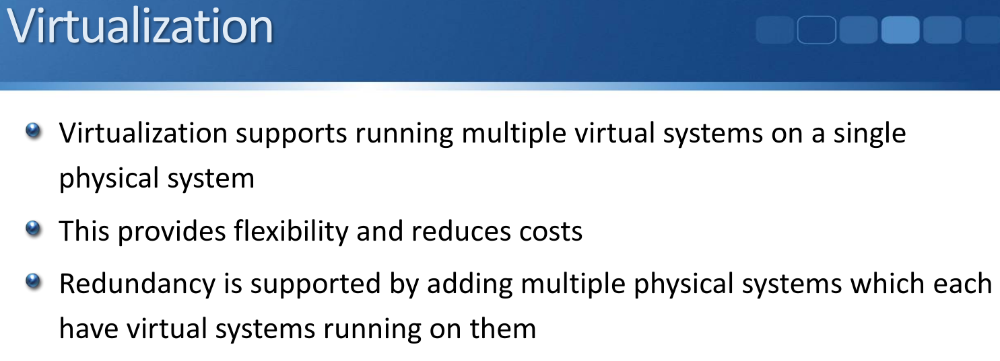 Virtualization
Virtualization supports running multiple virtual systems on a single
physical system
This provides flexibility and reduces costs
Redundancy is supported by adding multiple physical systems which each
have virtual systems running on them